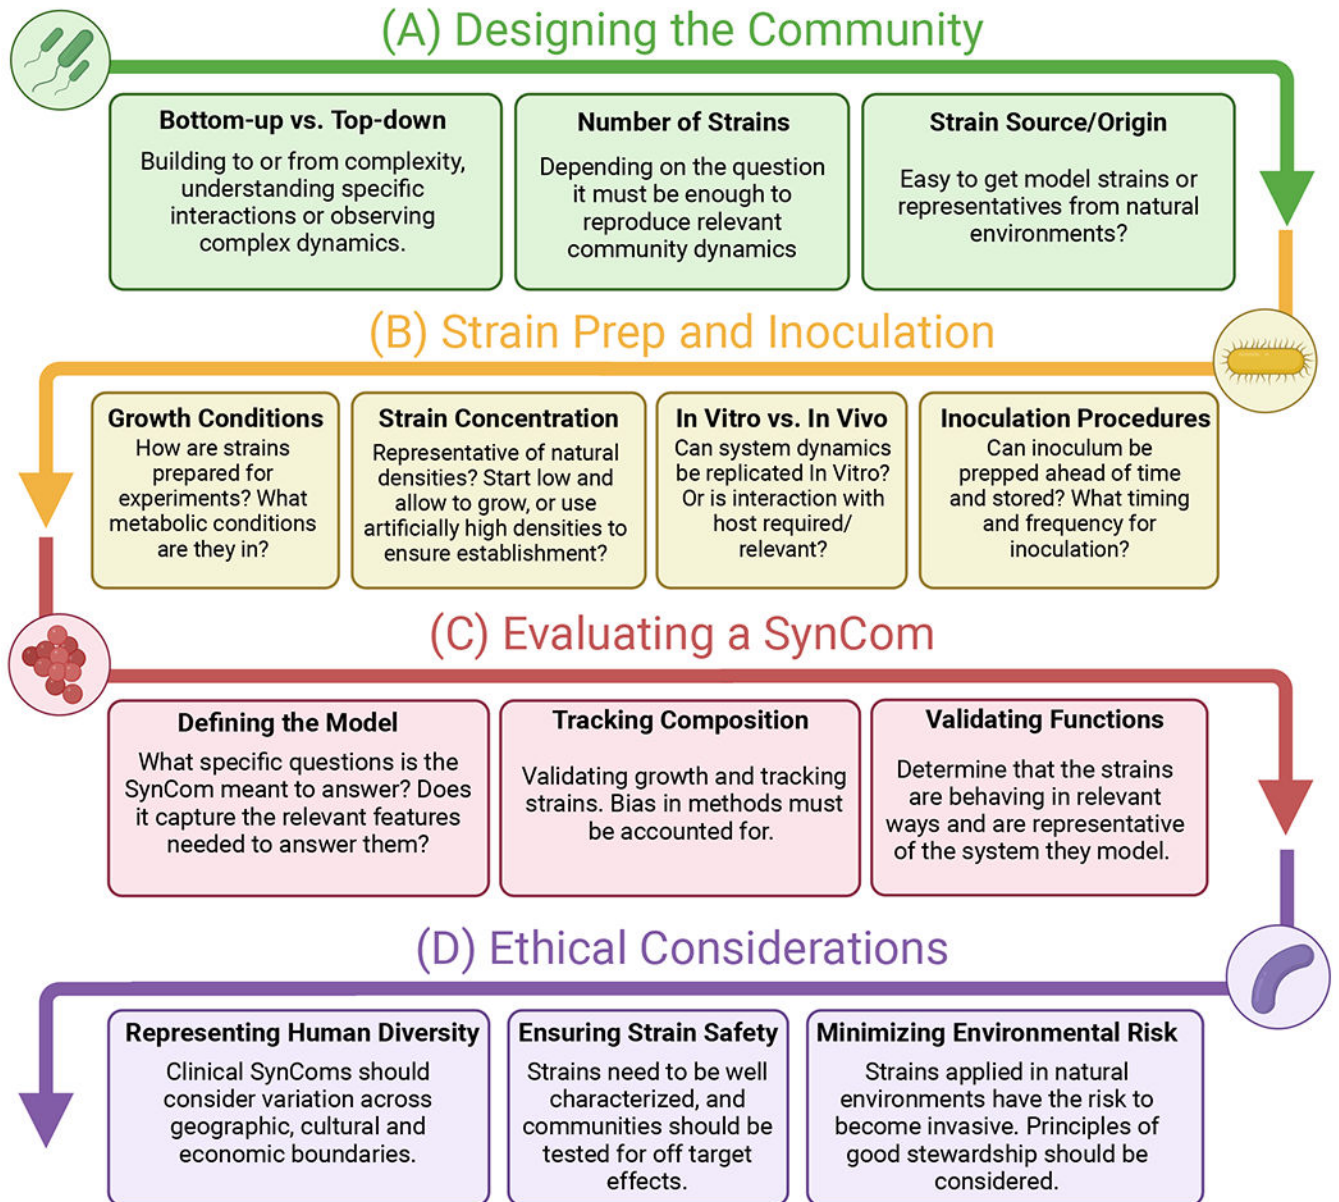 (A) Designing the Community
Bottom-up vs. Top-down
Building to or from complexity,
understanding specific
interactions or observing
complex dynamics.
Number of Strains
Depending on the question
it must be enough to
reproduce relevant
community dynamics
Strain Source/Origin
Easy to get model strains or
representatives from natural
environments?
(B) Strain Prep and Inoculation
Growth Conditions
How are strains
prepared for
experiments? What
metabolic conditions
are they in?
Strain Concentration
Representative of natural
densities? Start low and
allow to grow, or use
artificially high densities to
ensure establishment?
In Vitro vs. In Vivo
Can system dynamics
be replicated In Vitro?
Or is interaction with
host required/
relevant?
Inoculation Procedures
Can inoculum be
prepped ahead of time
and stored? What timing
and frequency for
inoculation?
(C) Evaluating a SynCom
Defining the Model
What specific questions is the
SynCom meant to answer? Does
it capture the relevant features
needed to answer them?
Tracking Composition
Validating growth and tracking
strains. Bias in methods must
be accounted for.
Validating Functions
Determine that the strains
are behaving in relevant
ways and are representative
of the system they model.
(D) Ethical Considerations
Representing Human Diversity
Clinical SynComs should
consider variation across
geographic, cultural and
economic boundaries.
Ensuring Strain Safety
Strains need to be well
characterized, and
communities should be
tested for off target
effects.
Minimizing Environmental Risk
Strains applied in natural
environments have the risk to
become invasive. Principles of
good stewardship should be
considered.